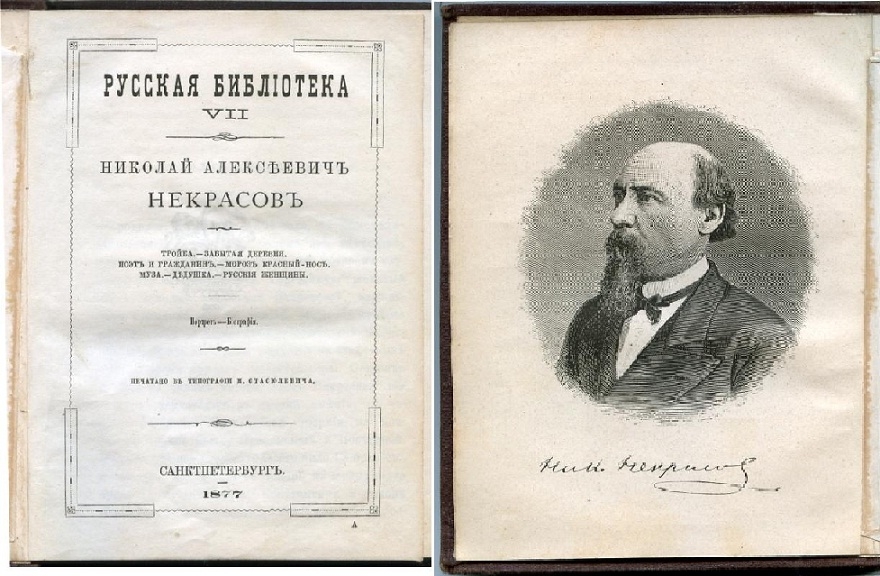 РУССКАЯ БИБЛІОТЕКА
VII
НИКОЛАЙ АЛЕКСѢЕВИЧЪ
НЕКРАСОВЪ
ТРОЙКА.—ЗАБЫТАЯ ДЕРЕВНЯ.
ПОЭТЪ И ГРАЖДАНИНЪ.—МОРОЗЪ КРАСНЫЙ-НОСЪ.
МУЗА.—ДѢДУШКА.—РУССКІЯ ЖЕНЩИНЫ.
Портретъ—Біографія.
ПЕЧАТАНО ВЪ ТИПОГРАФІИ М. СТАСЮЛЕВИЧА.
САНКТПЕТЕРБУРГЪ.
1877
А
Ник. Некрасовъ